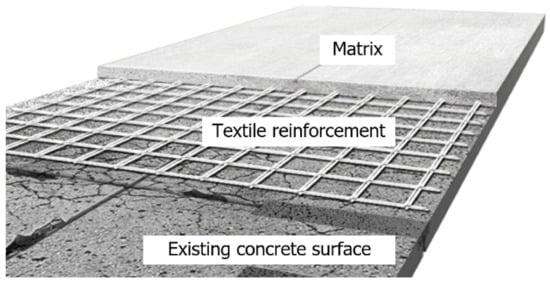 Matrix
Textile reinforcement
Existing concrete surface